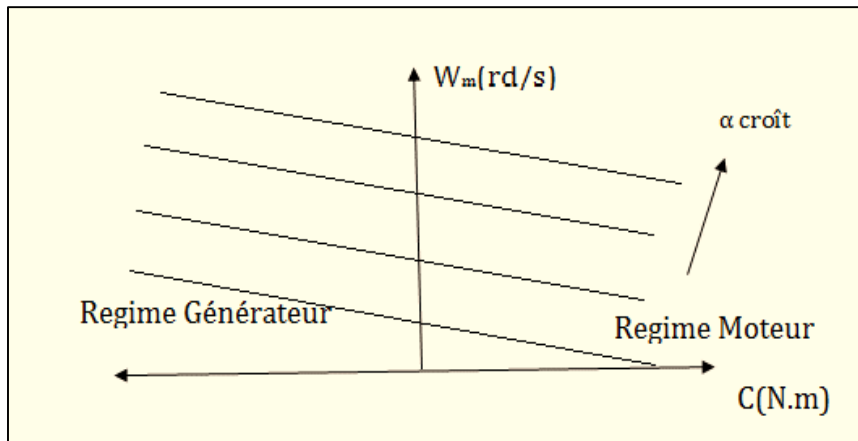 Wm(rd/s)
α croît
Regime Générateur
Regime Moteur
C(N.m)